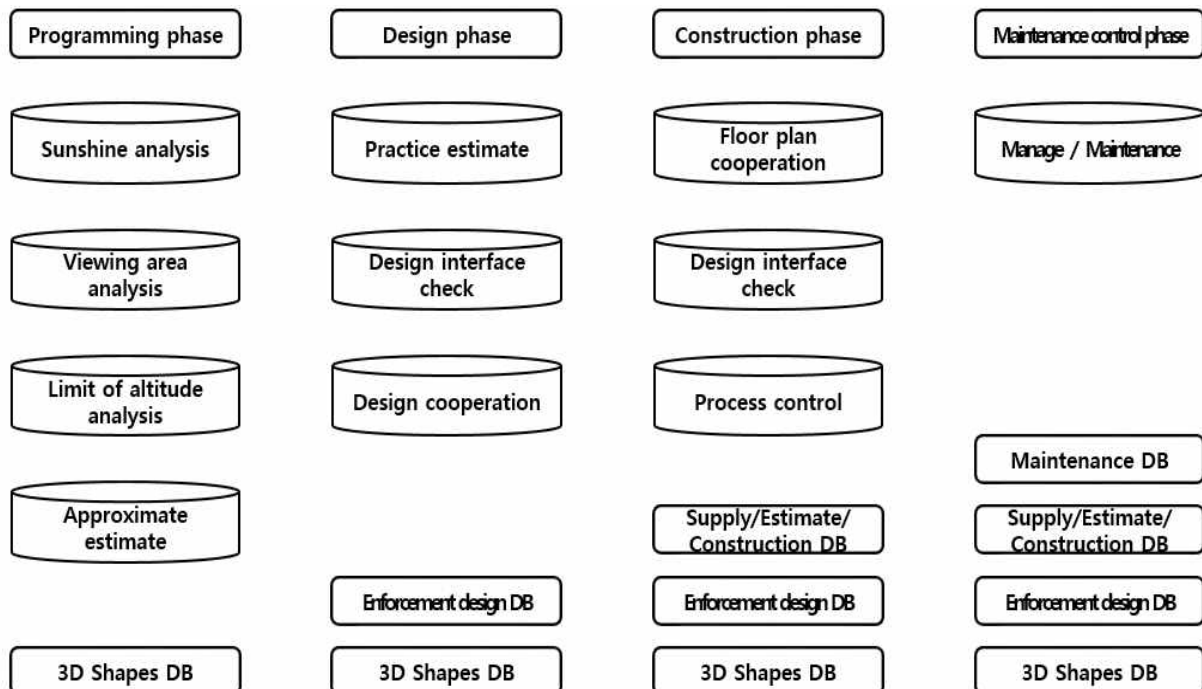 Programming phase
Design phase
Construction phase
Maintenance control phase
Sunshine analysis
Practice estimate
Floor plan
cooperation
Manage / Maintenance
Viewing area
analysis
Design interface
check
Design interface
check
Limit of altitude
analysis
Design cooperation
Process control
Maintenance DB
Approximate
estimate
Supply/Estimate/
Construction DB
Supply/Estimate/
Construction DB
Enforcement design DB
Enforcement design DB
Enforcement design DB
3D Shapes DB
3D Shapes DB
3D Shapes DB
3D Shapes DB